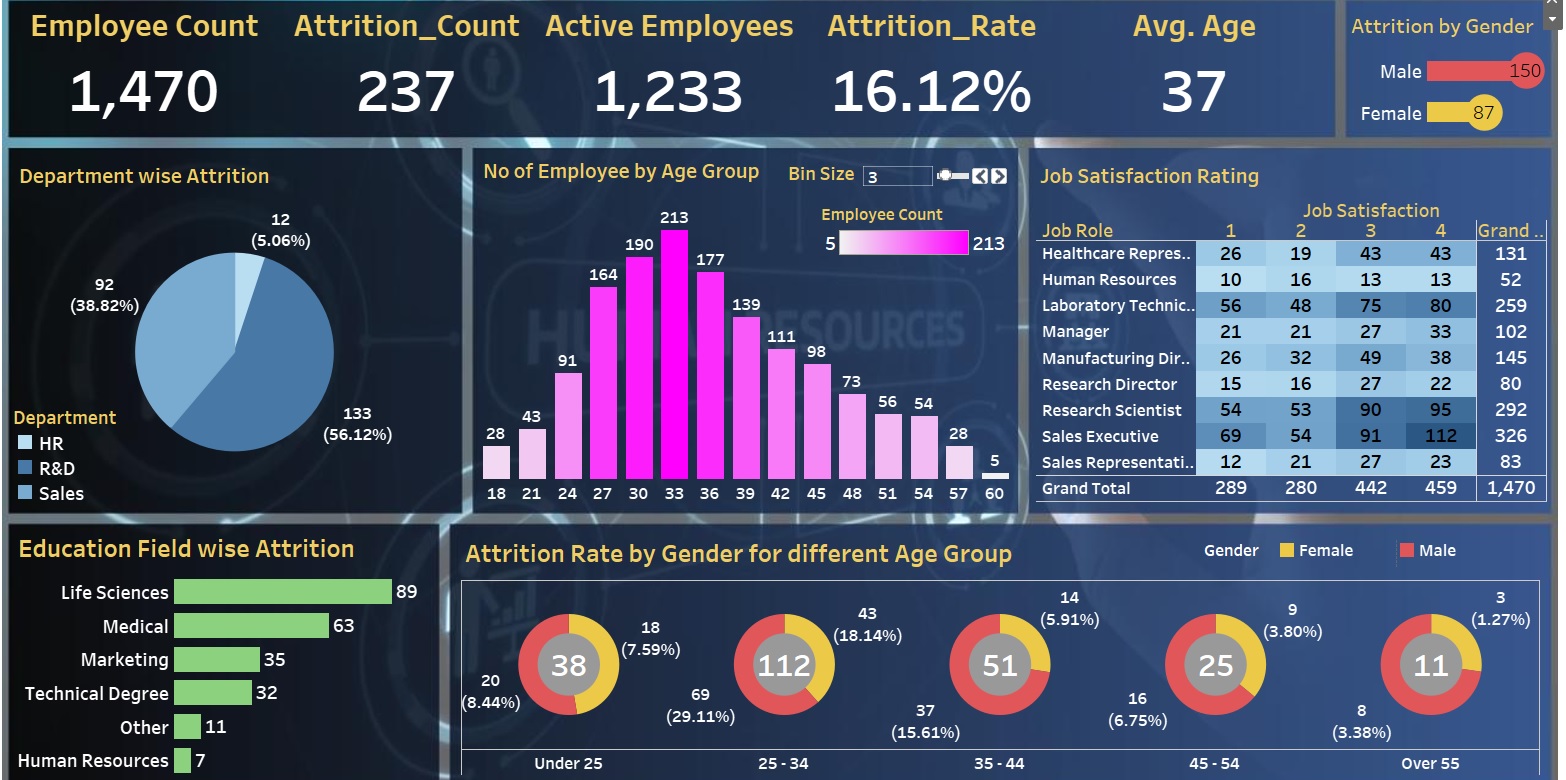 Employee Count Attrition_Count Active Employees Attrition_Rate Avg. Age
1,470 237 1,233 16.12% 37
Attrition by Gender
Male 150
Female 87
Department wise Attrition
12
(5.06%)
92
(38.82%)
133
(56.12%)
Department
HR
R&D
Sales
No of Employee by Age Group
Bin Size 3
Employee Count
5 213
28 43 91 164 190 213 177 139 111 98 73 56 54 28 5
18 21 24 27 30 33 36 39 42 45 48 51 54 57 60
HUMAN RESOURCES
Job Satisfaction Rating
Job Satisfaction
Job Role 1 2 3 4 Grand ..
Healthcare Repres.. 26 19 43 43 131
Human Resources 10 16 13 13 52
Laboratory Technic.. 56 48 75 80 259
Manager 21 21 27 33 102
Manufacturing Dir.. 26 32 49 38 145
Research Director 15 16 27 22 80
Research Scientist 54 53 90 95 292
Sales Executive 69 54 91 112 326
Sales Representati.. 12 21 27 23 83
Grand Total 289 280 442 459 1,470
Education Field wise Attrition
Life Sciences 89
Medical 63
Marketing 35
Technical Degree 32
Other 11
Human Resources 7
Attrition Rate by Gender for different Age Group
Gender Female Male
38
18
(7.59%)
20
(8.44%)
Under 25
112
43
(18.14%)
69
(29.11%)
25 - 34
51
14
(5.91%)
37
(15.61%)
35 - 44
25
9
(3.80%)
16
(6.75%)
45 - 54
11
3
(1.27%)
8
(3.38%)
Over 55